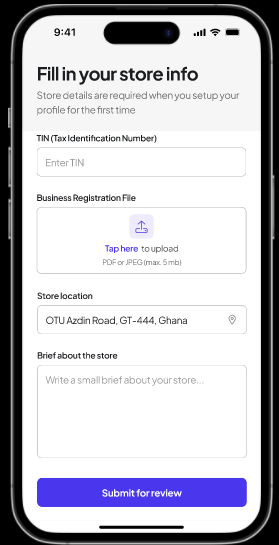 9:41
Fill in your store info
Store details are required when you setup your
profile for the first time
TIN (Tax Identification Number)
Enter TIN
Business Registration File
Tap here to upload
PDF or JPEG (max. 5 mb)
Store location
OTU Azdin Road, GT-444, Ghana
Brief about the store
Write a small brief about your store...
Submit for review